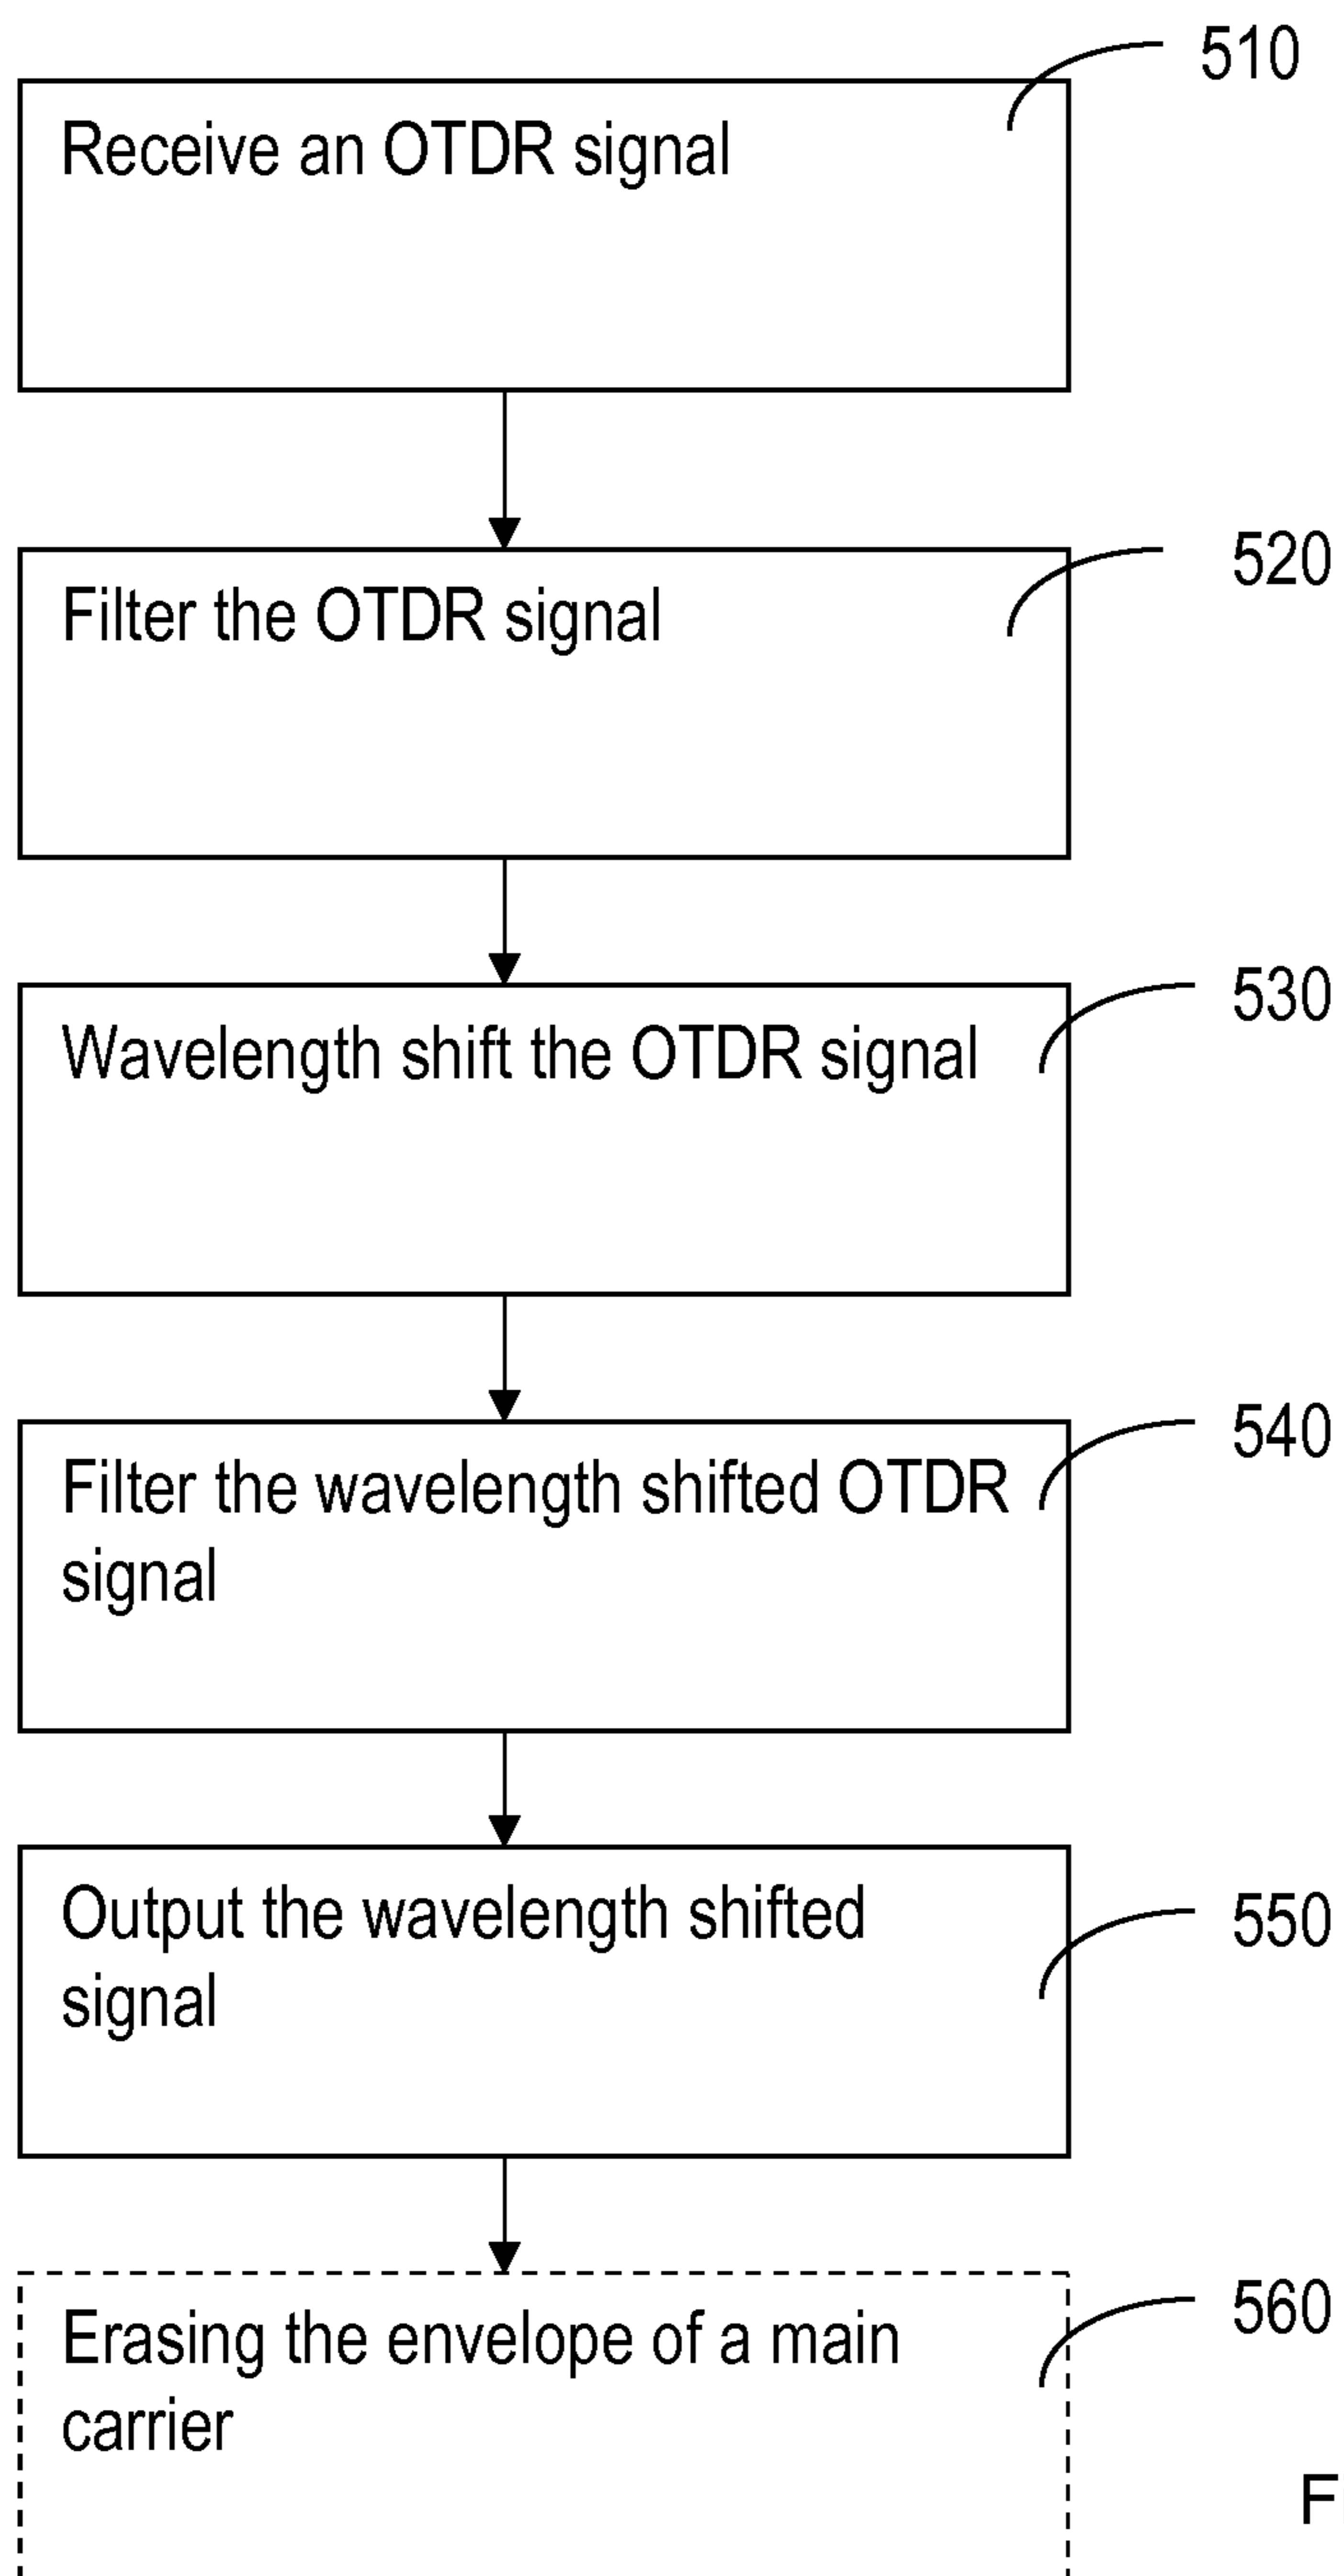 510
Receive an OTDR signal
520
Filter the OTDR signal
530
Wavelength shift the OTDR signal
540
Filter the wavelength shifted OTDR
signal
550
Output the wavelength shifted
signal
560
Erasing the envelope of a main
carrier